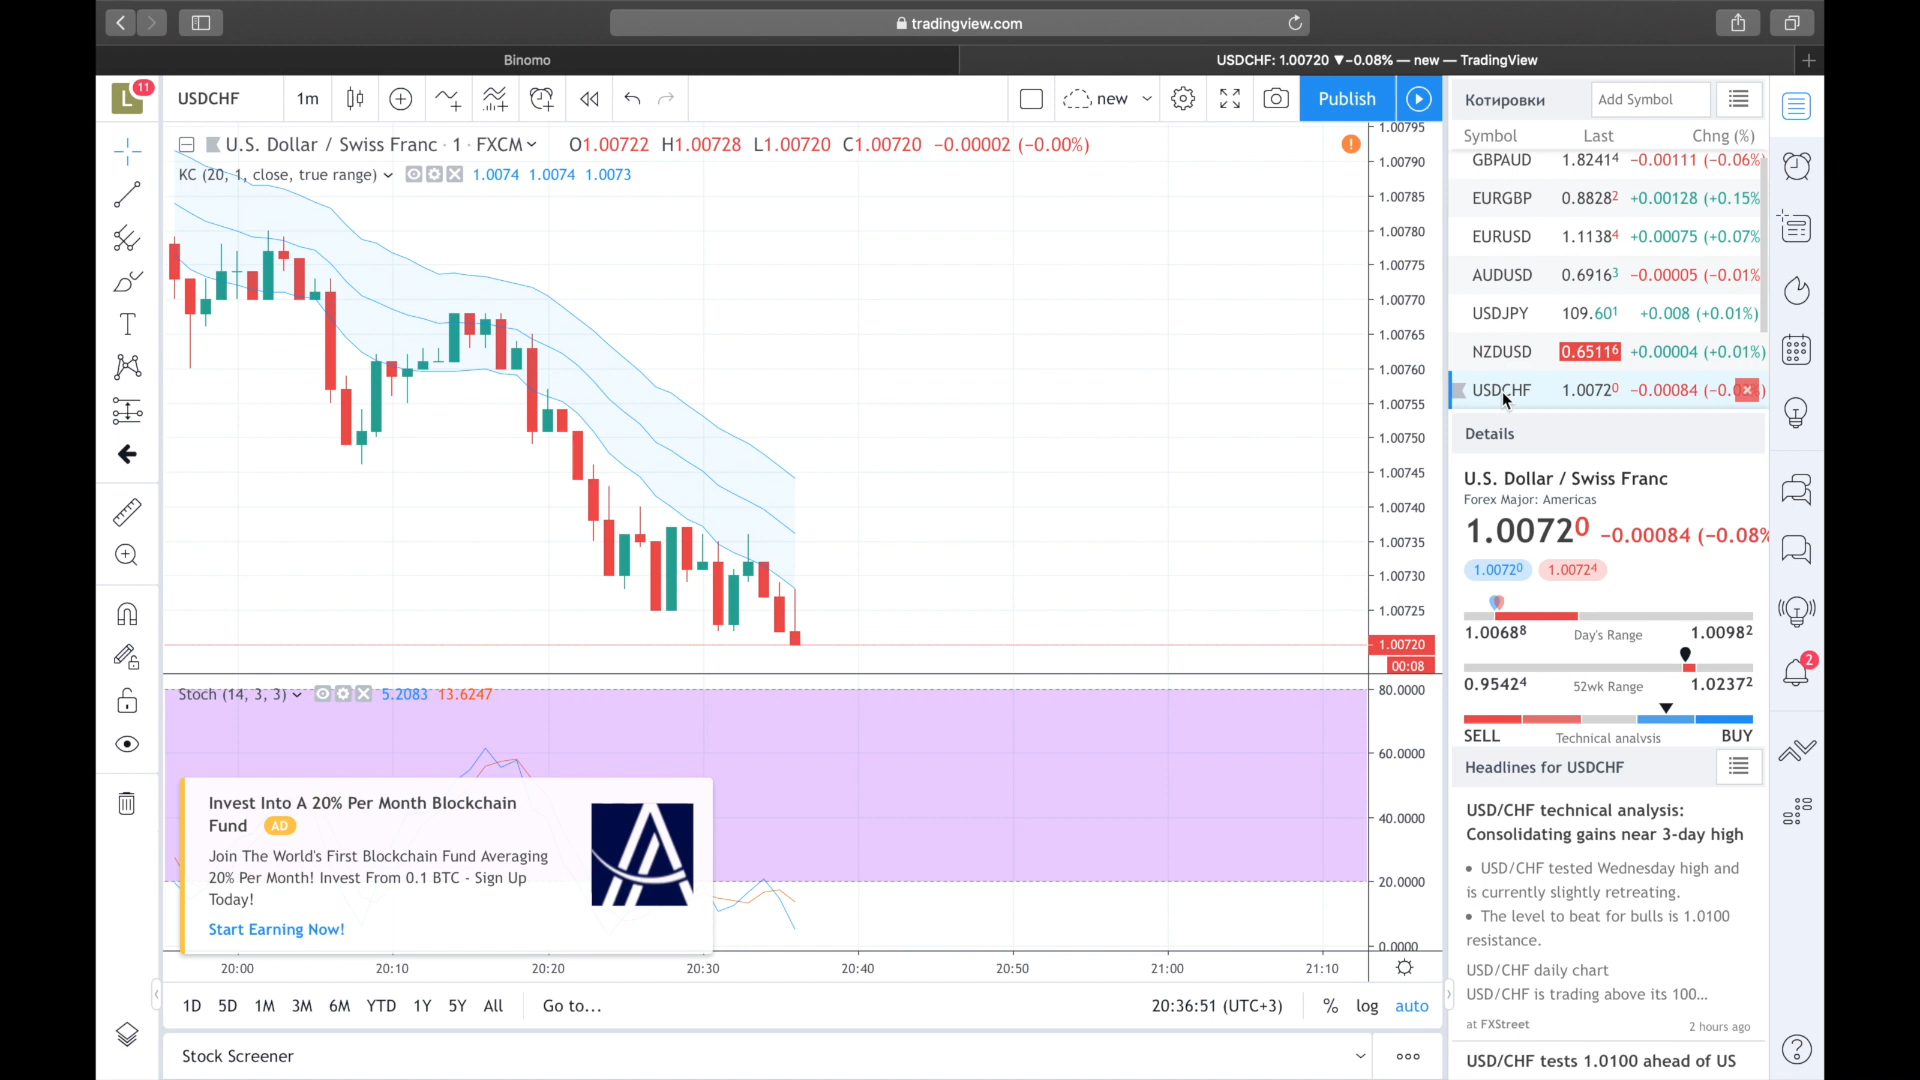 tradingview.com
Binomo
USDCHF: 1.00720 ▼−0.08% — new — TradingView
L
11
USDCHF
1m
new
Publish
U.S. Dollar / Swiss Franc · 1 · FXCM
O1.00722 H1.00728 L1.00720 C1.00720 −0.00002 (−0.00%)
KC (20, 1, close, true range)
1.0074 1.0074 1.0073
1.00795
1.00790
1.00785
1.00780
1.00775
1.00770
1.00765
1.00760
1.00755
1.00750
1.00745
1.00740
1.00735
1.00730
1.00725
1.00720
00:08
Stoch (14, 3, 3)
5.2083 13.6247
80.0000
60.0000
40.0000
20.0000
0.0000
Invest Into A 20% Per Month Blockchain
Fund AD
Join The World's First Blockchain Fund Averaging
20% Per Month! Invest From 0.1 BTC - Sign Up
Today!
Start Earning Now!
20:00 20:10 20:20 20:30 20:40 20:50 21:00 21:10
1D 5D 1M 3M 6M YTD 1Y 5Y All Go to...
20:36:51 (UTC+3) % log auto
Stock Screener
Котировки
Add Symbol
Symbol Last Chng (%)
GBPAUD 1.82414 −0.00111 (−0.06%
EURGBP 0.88282 +0.00128 (+0.15%
EURUSD 1.11384 +0.00075 (+0.07%
AUDUSD 0.69163 −0.00005 (−0.01%
USDJPY 109.601 +0.008 (+0.01%)
NZDUSD 0.65116 +0.00004 (+0.01%)
USDCHF 1.00720 −0.00084 (−0.
Details
U.S. Dollar / Swiss Franc
Forex Major: Americas
1.00720 −0.00084 (−0.08%
1.00720 1.00724
1.00688 Day's Range 1.00982
0.95424 52wk Range 1.02372
SELL Technical analysis BUY
Headlines for USDCHF
USD/CHF technical analysis:
Consolidating gains near 3-day high
• USD/CHF tested Wednesday high and
is currently slightly retreating.
• The level to beat for bulls is 1.0100
resistance.
USD/CHF daily chart
USD/CHF is trading above its 100...
at FXStreet 2 hours ago
USD/CHF tests 1.0100 ahead of US
2